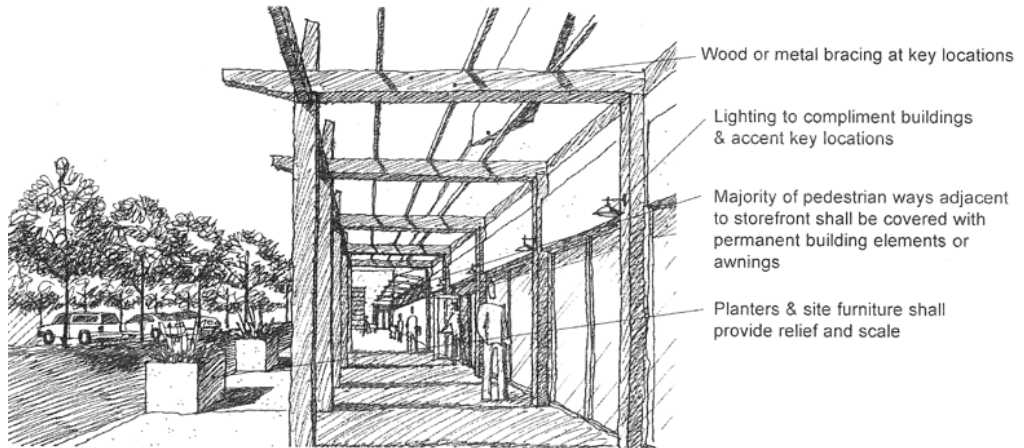 Wood or metal bracing at key locations
Lighting to compliment buildings
& accent key locations
Majority of pedestrian ways adjacent
to storefront shall be covered with
permanent building elements or
awnings
Planters & site furniture shall
provide relief and scale